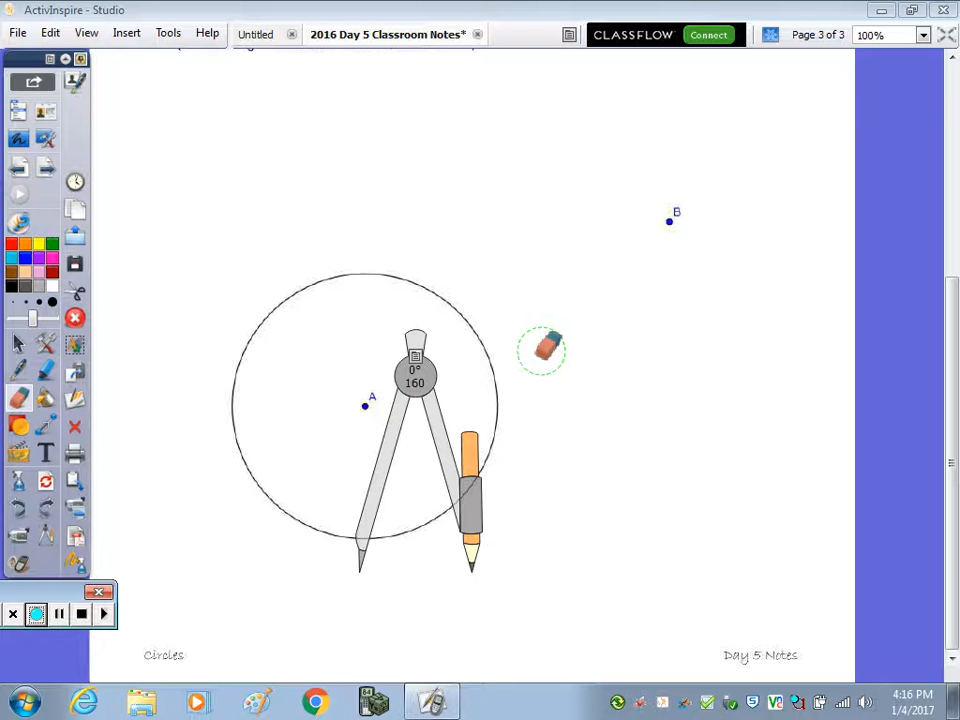 ActivInspire - Studio
File Edit View Insert Tools Help
Untitled
2016 Day 5 Classroom Notes*
CLASSFLOW Connect
Page 3 of 3
100%
B
A
0°
160
Circles
Day 5 Notes
4:16 PM
1/4/2017